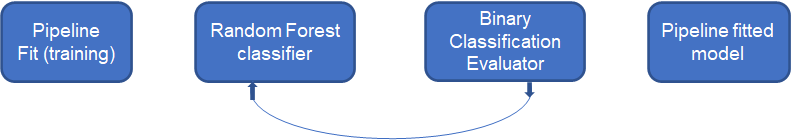 Pipeline
Fit (training)
Random Forest
classifier
Binary
Classification
Evaluator
Pipeline fitted
model